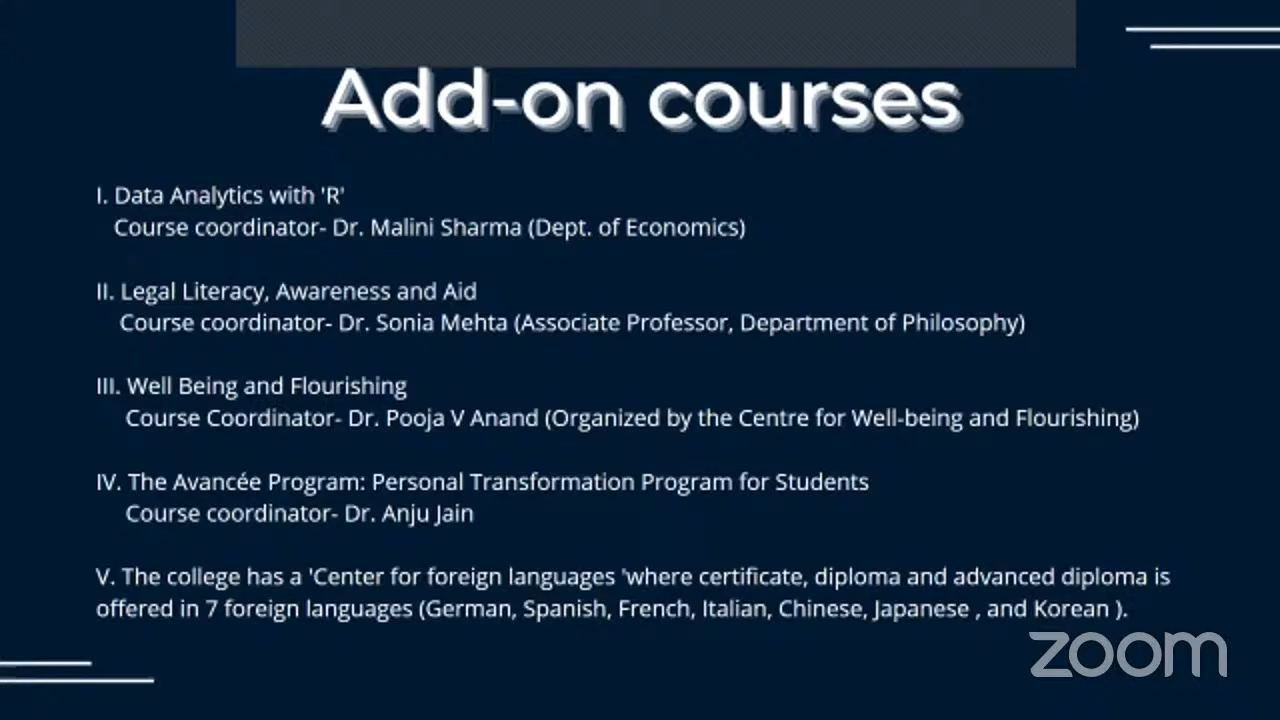 Add-on courses
I. Data Analytics with 'R'
Course coordinator- Dr. Malini Sharma (Dept. of Economics)
II. Legal Literacy, Awareness and Aid
Course coordinator- Dr. Sonia Mehta (Associate Professor, Department of Philosophy)
III. Well Being and Flourishing
Course Coordinator- Dr. Pooja V Anand (Organized by the Centre for Well-being and Flourishing)
IV. The Avancée Program: Personal Transformation Program for Students
Course coordinator- Dr. Anju Jain
V. The college has a 'Center for foreign languages 'where certificate, diploma and advanced diploma is
offered in 7 foreign languages (German, Spanish, French, Italian, Chinese, Japanese , and Korean ).
zoom